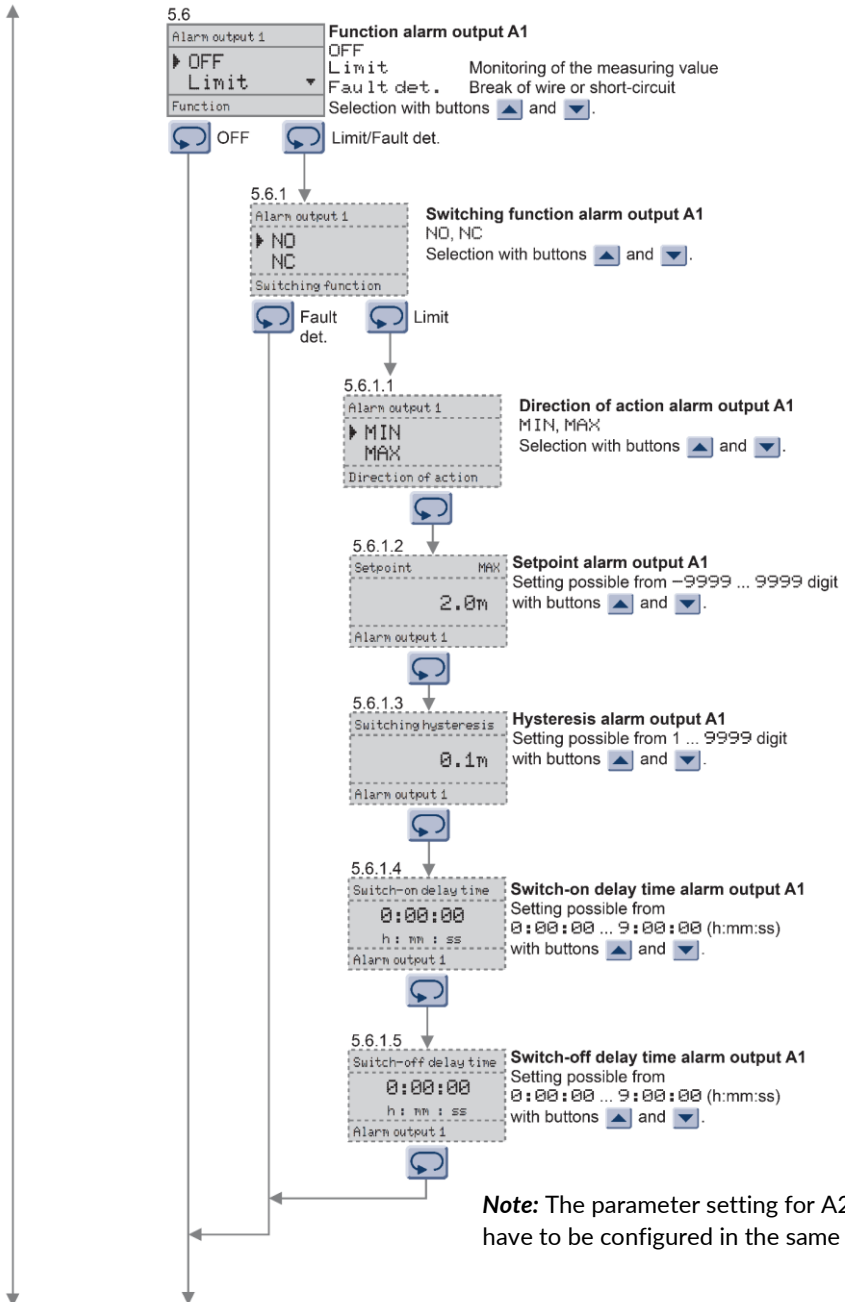 5.6
Alarm output 1
OFF
Limit
Function
Function alarm output A1
OFF
Limit Monitoring of the measuring value
Fault det. Break of wire or short-circuit
Selection with buttons and .
OFF
Limit/Fault det.
5.6.1
Alarm output 1
NO
NC
Switching function
Switching function alarm output A1
NO, NC
Selection with buttons and .
Fault
det.
Limit
5.6.1.1
Alarm output 1
MIN
MAX
Direction of action
Direction of action alarm output A1
MIN, MAX
Selection with buttons and .
5.6.1.2
Setpoint MAX
2.0m
Alarm output 1
Setpoint alarm output A1
Setting possible from −9999 ... 9999 digit
with buttons and .
5.6.1.3
Switching hysteresis
0.1m
Alarm output 1
Hysteresis alarm output A1
Setting possible from 1 ... 9999 digit
with buttons and .
5.6.1.4
Switch-on delay time
0:00:00
h : mm : ss
Alarm output 1
Switch-on delay time alarm output A1
Setting possible from
0:00:00 ... 9:00:00 (h:mm:ss)
with buttons and .
5.6.1.5
Switch-off delay time
0:00:00
h : mm : ss
Alarm output 1
Switch-off delay time alarm output A1
Setting possible from
0:00:00 ... 9:00:00 (h:mm:ss)
with buttons and .
Note: The parameter setting for A2
have to be configured in the same